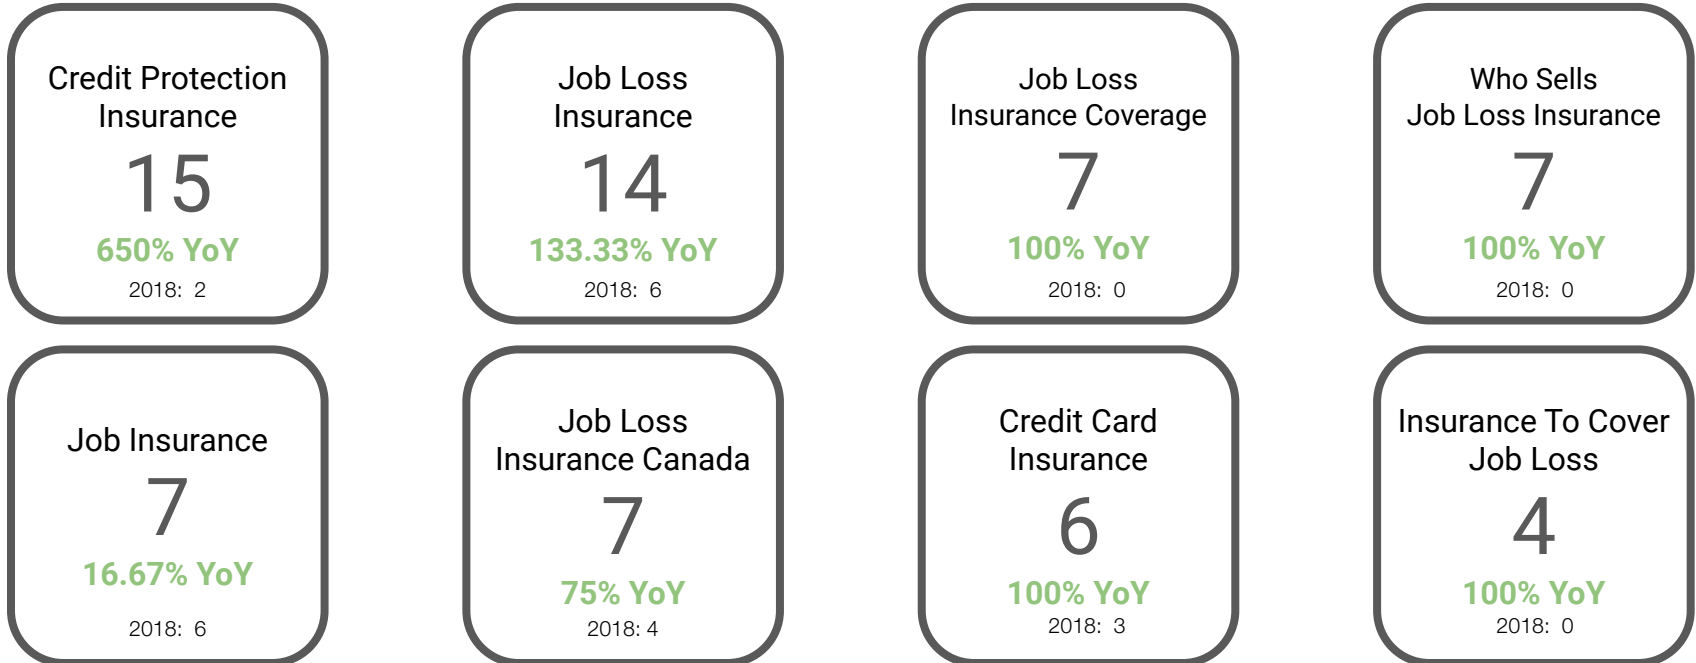 Credit Protection
Insurance
15
650% YoY
2018: 2
Job Loss
Insurance
14
133.33% YoY
2018: 6
Job Loss
Insurance Coverage
7
100% YoY
2018: 0
Who Sells
Job Loss Insurance
7
100% YoY
2018: 0
Job Insurance
7
16.67% YoY
2018: 6
Job Loss
Insurance Canada
7
75% YoY
2018: 4
Credit Card
Insurance
6
100% YoY
2018: 3
Insurance To Cover
Job Loss
4
100% YoY
2018: 0